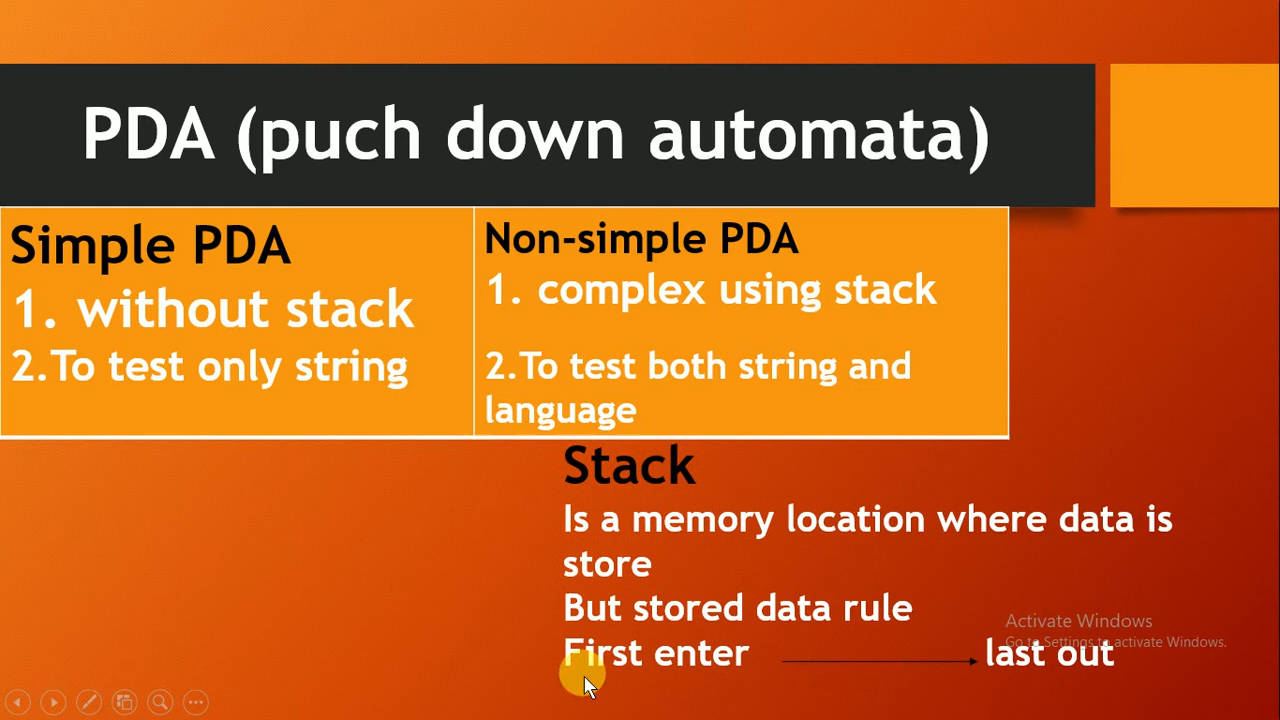 PDA (puch down automata)
Simple PDA
1. without stack
2.To test only string
Non-simple PDA
1. complex using stack
2.To test both string and
language
Stack
Is a memory location where data is
store
But stored data rule
First enter last out
Activate Windows
Go to Settings to activate Windows.